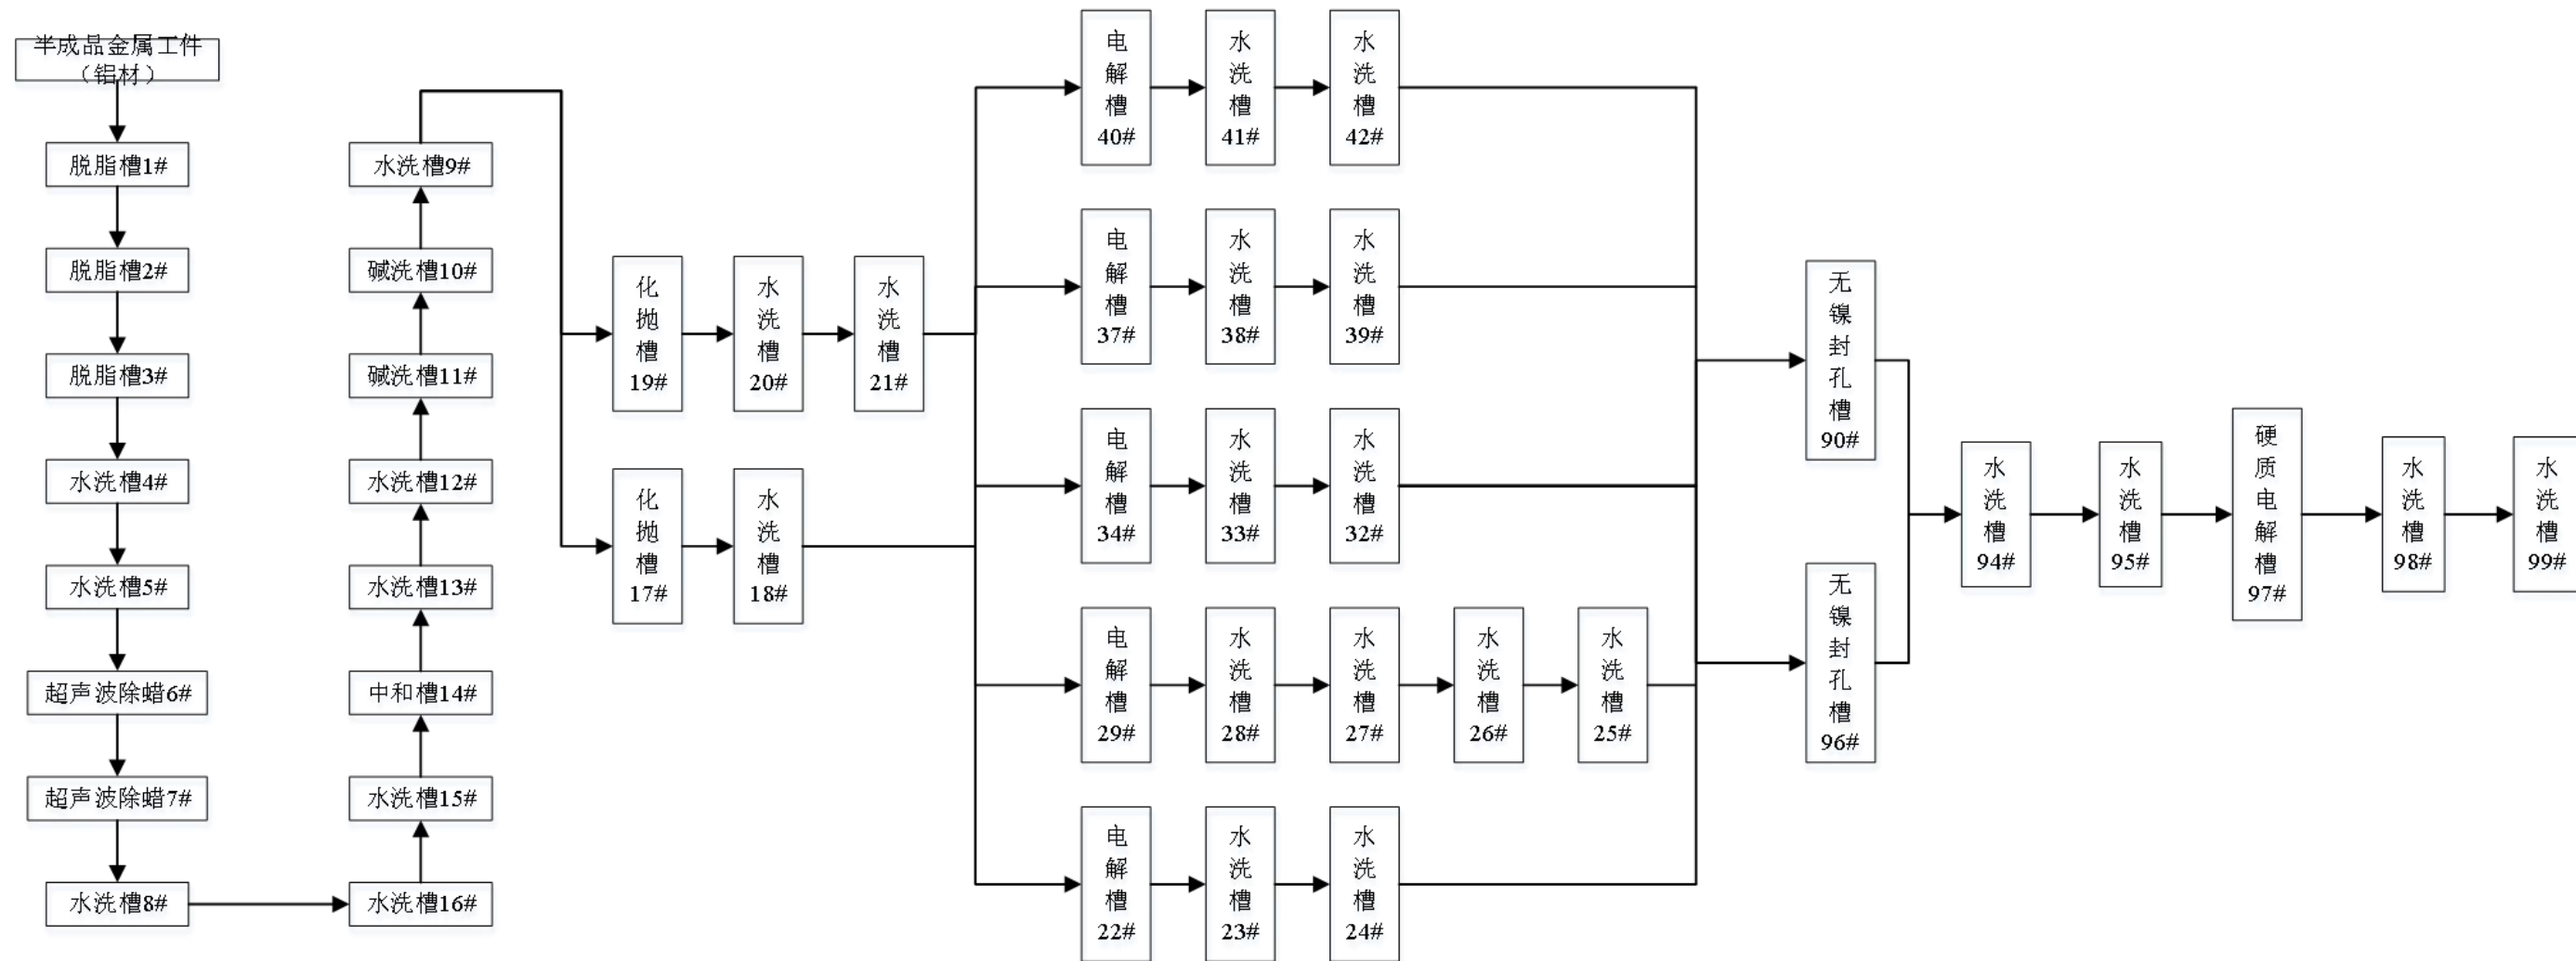 半成品金属工件
（铝材）
脱脂槽1#
脱脂槽2#
脱脂槽3#
水洗槽4#
水洗槽5#
超声波除蜡6#
超声波除蜡7#
水洗槽8#
水洗槽9#
碱洗槽10#
碱洗槽11#
水洗槽12#
水洗槽13#
中和槽14#
水洗槽15#
水洗槽16#
化抛槽19#
水洗槽20#
水洗槽21#
化抛槽17#
水洗槽18#
电解槽40#
水洗槽41#
水洗槽42#
电解槽37#
水洗槽38#
水洗槽39#
电解槽34#
水洗槽33#
水洗槽32#
电解槽29#
水洗槽28#
水洗槽27#
水洗槽26#
水洗槽25#
电解槽22#
水洗槽23#
水洗槽24#
无镍封孔槽90#
无镍封孔槽96#
水洗槽94#
水洗槽95#
硬质电解槽97#
水洗槽98#
水洗槽99#